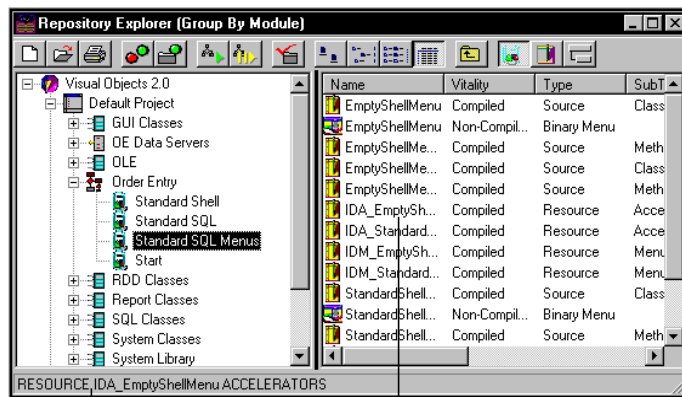 Repository Explorer (Group By Module)
Visual Objects 2.0
Default Project
GUI Classes
OE Data Servers
OLE
Order Entry
Standard Shell
Standard SQL
Standard SQL Menus
Start
RDD Classes
Report Classes
SQL Classes
System Classes
System Library
Name Vitality Type SubT
EmptyShellMenu Compiled Source Class
EmptyShellMenu Non-Compil... Binary Menu
EmptyShellMe... Compiled Source Meth
EmptyShellMe... Compiled Source Class
EmptyShellMe... Compiled Source Meth
IDA_EmptySh... Compiled Resource Acce
IDA_Standard... Compiled Resource Acce
IDM_EmptySh... Compiled Resource Menu
IDM_Standard... Compiled Resource Menu
StandardShell... Compiled Source Class
StandardShell... Non-Compil... Binary Menu
StandardShell... Compiled Source Meth
RESOURCE IDA_EmptyShellMenu ACCELERATORS